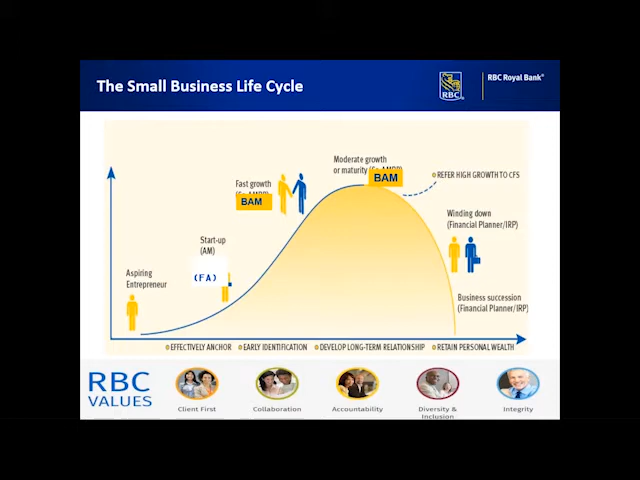 The Small Business Life Cycle
RBC
RBC Royal Bank®
Moderate growth
or maturity
BAM
REFER HIGH GROWTH TO CFS
Fast growth
BAM
Winding down
(Financial Planner/IRP)
Start-up
(AM)
(FA)
Aspiring
Entrepreneur
Business succession
(Financial Planner/IRP)
EFFECTIVELY ANCHOR EARLY IDENTIFICATION DEVELOP LONG-TERM RELATIONSHIP RETAIN PERSONAL WEALTH
RBC
VALUES
Client First
Collaboration
Accountability
Diversity &
Inclusion
Integrity